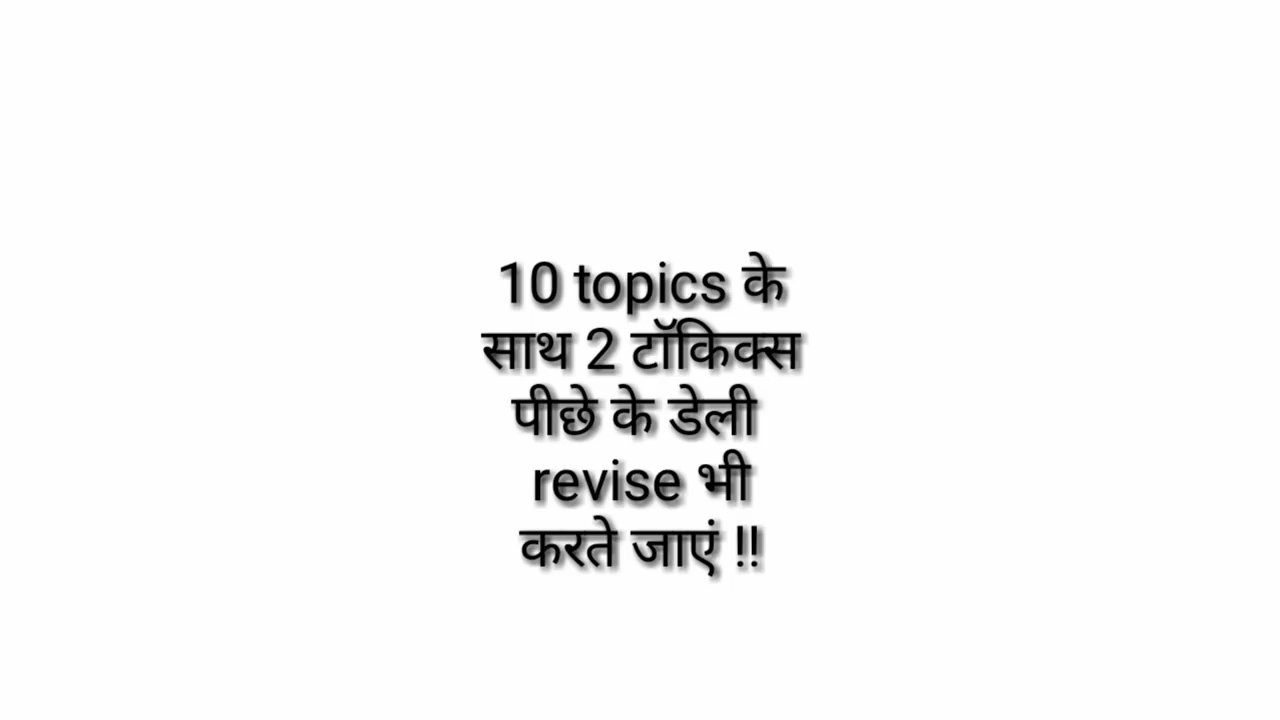 10 topics के
साथ 2 टॉकिक्स
पीछे के डेली
revise भी
करते जाएं !!